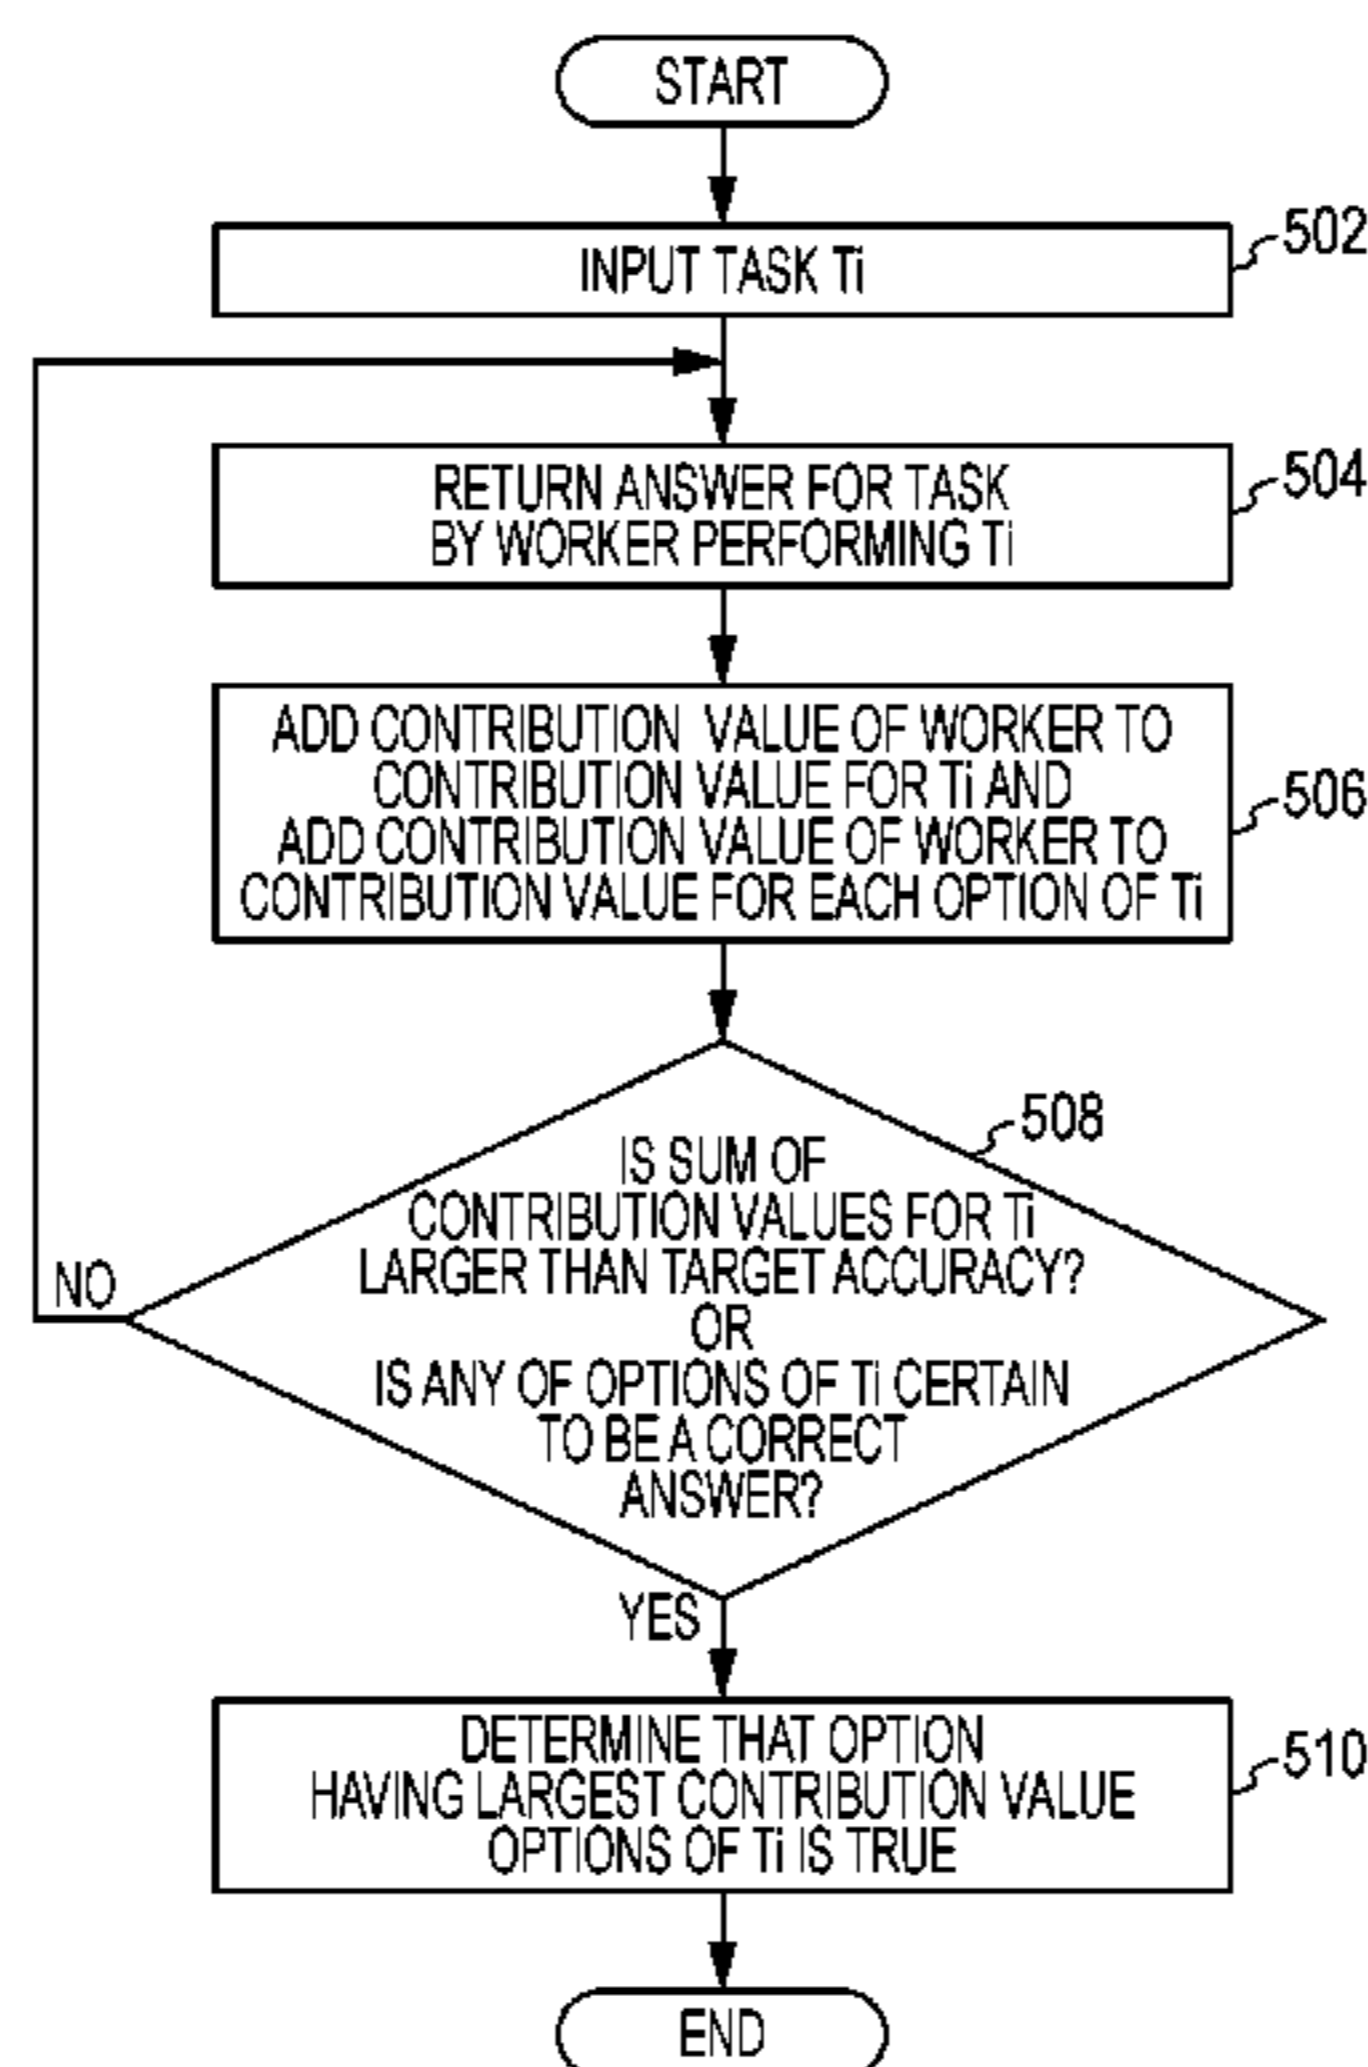 START
INPUT TASK Ti
502
RETURN ANSWER FOR TASK
BY WORKER PERFORMING Ti
504
ADD CONTRIBUTION VALUE OF WORKER TO
CONTRIBUTION VALUE FOR Ti AND
ADD CONTRIBUTION VALUE OF WORKER TO
CONTRIBUTION VALUE FOR EACH OPTION OF Ti
506
508
IS SUM OF
CONTRIBUTION VALUES FOR Ti
LARGER THAN TARGET ACCURACY?
OR
IS ANY OF OPTIONS OF Ti CERTAIN
TO BE A CORRECT
ANSWER?
NO
YES
DETERMINE THAT OPTION
HAVING LARGEST CONTRIBUTION VALUE
OPTIONS OF Ti IS TRUE
510
END